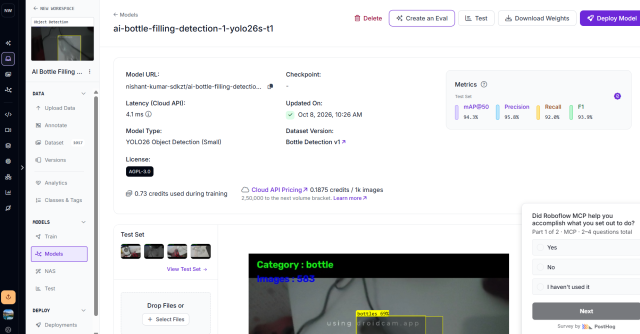 NW
NEW WORKSPACE
Object Detection
AI Bottle Filling ...
DATA
Upload Data
Annotate
Dataset
Versions
Analytics
Classes & Tags
MODELS
Train
Models
NAS
Test
DEPLOY
Deployments
← Models
ai-bottle-filling-detection-1-yolo26s-t1
Delete
Create an Eval
Test
Download Weights
Deploy Model
Model URL:
nishant-kumar-sdkzt/ai-bottle-filling-detectio...
Checkpoint:
-
Latency (Cloud API):
4.1 ms
Updated On:
Oct 8, 2026, 10:26 AM
Model Type:
YOLO26 Object Detection (Small)
Dataset Version:
Bottle Detection v1
License:
AGPL-3.0
0.73 credits used during training
Cloud API Pricing 0.1875 credits / 1k images
2,50,000 to the next volume bracket. Learn more
Metrics
Test Set
mAP@50 Precision Recall F1
94.3% 95.8% 92.0% 93.9%
Test Set
View Test Set →
Drop Files or
Select Files
Category : bottle
Images : 583
bottles 69%
using droidcam.app
Did Roboflow MCP help you
accomplish what you set out to do?
Part 1 of 2 · MCP · 2-4 questions total
Yes
No
I haven't used it
Next
Survey by PostHog